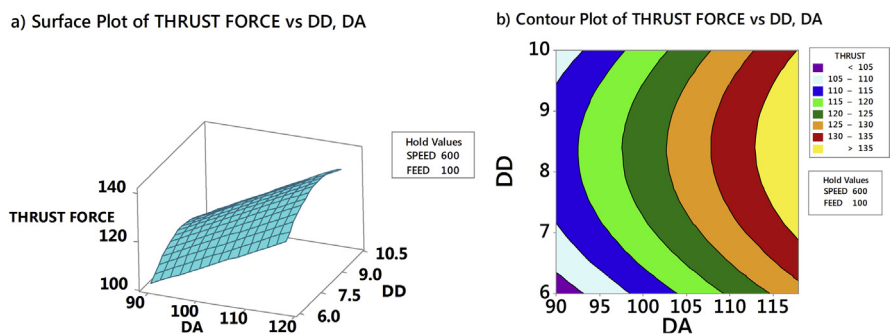 a) Surface Plot of THRUST FORCE vs DD, DA
Hold Values
SPEED 600
FEED 100
140
THRUST FORCE
120
100
90
100
110
120
DA
10.5
9.0
7.5
6.0
DD
b) Contour Plot of THRUST FORCE vs DD, DA
10
9
8
7
6
DD
90
95
100
105
110
115
DA
THRUST
< 105
105 – 110
110 – 115
115 – 120
120 – 125
125 – 130
130 – 135
> 135
Hold Values
SPEED 600
FEED 100